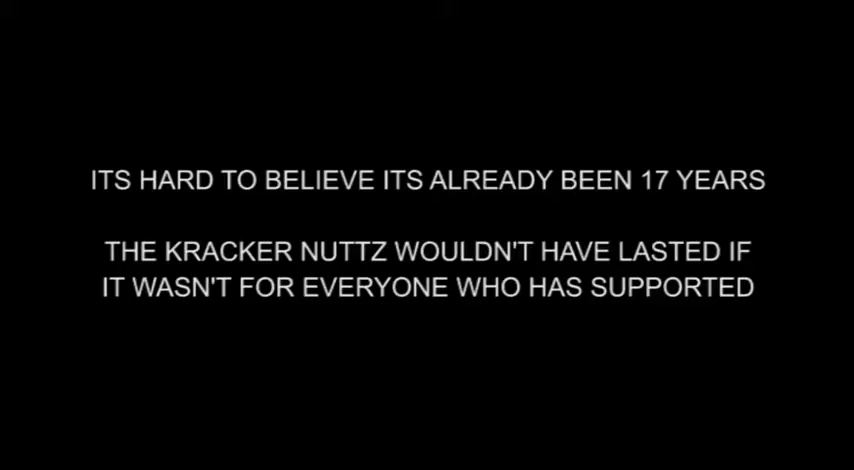 ITS HARD TO BELIEVE ITS ALREADY BEEN 17 YEARS
THE KRACKER NUTTZ WOULDN'T HAVE LASTED IF
IT WASN'T FOR EVERYONE WHO HAS SUPPORTED